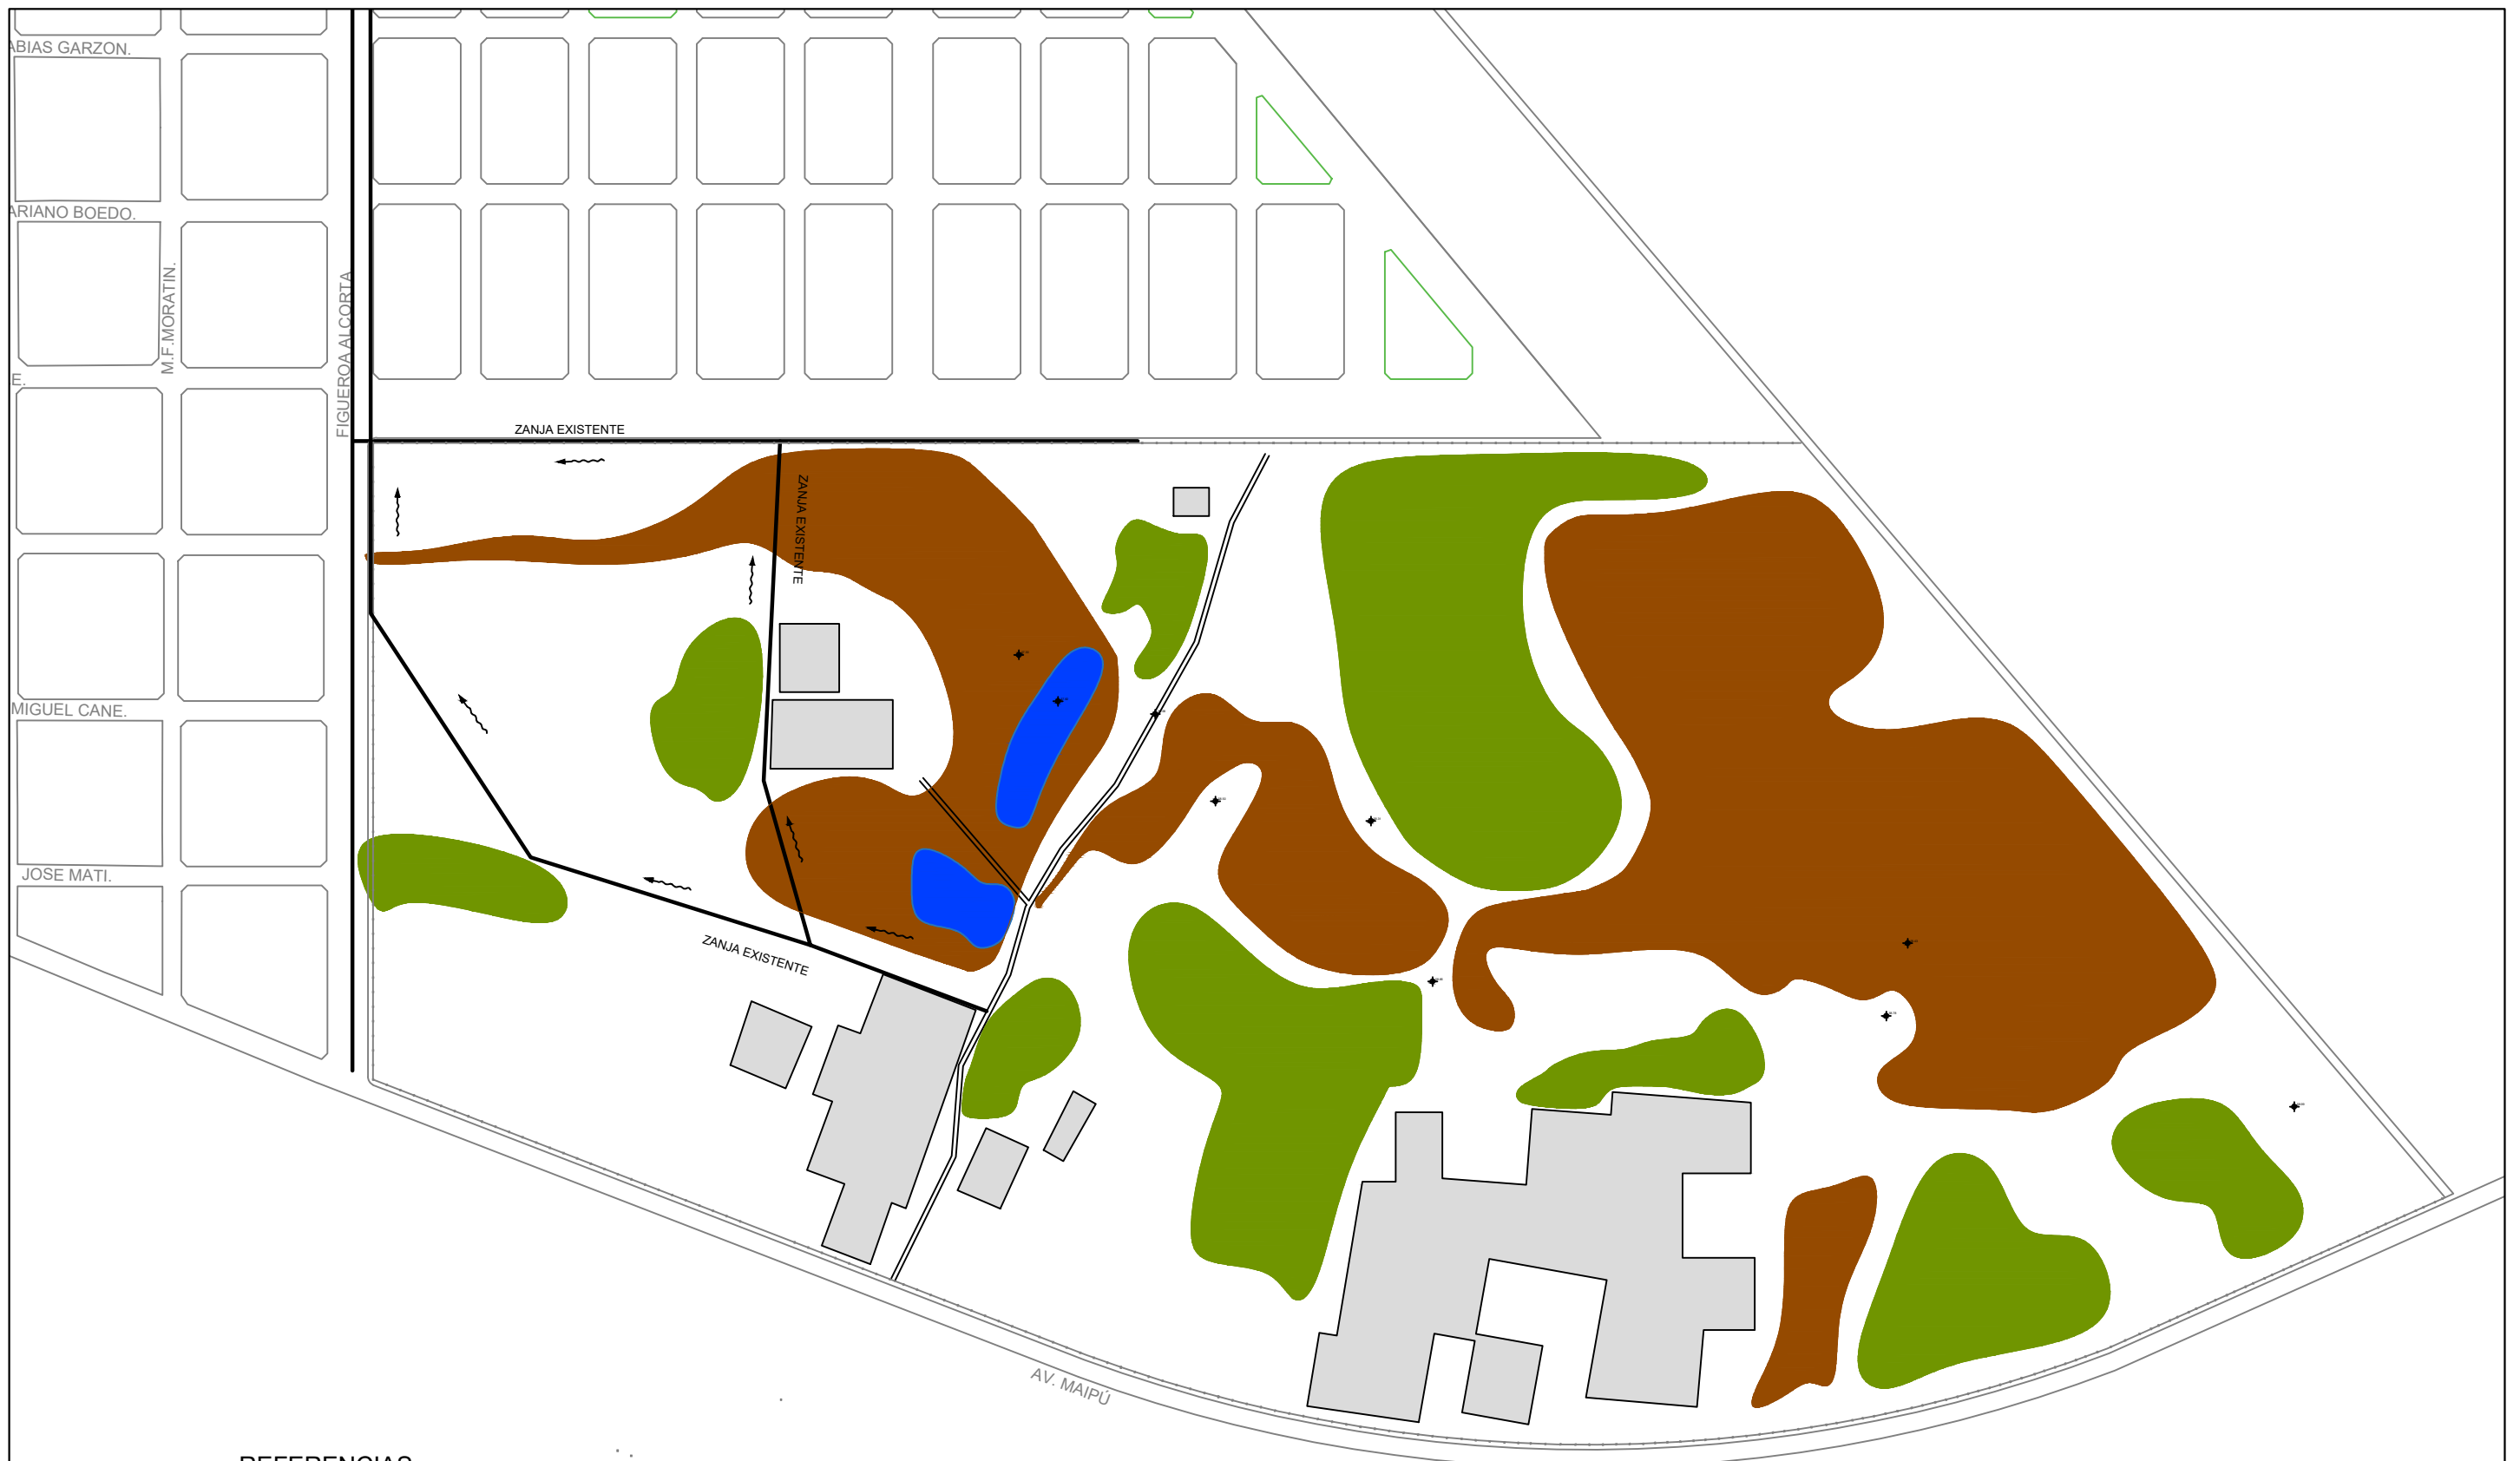 ABIAS GARZON.
ARIANO BOEDO.
M.F.MORATIN.
FIGUEROA ALCORTA
E.
ZANJA EXISTENTE
ZANJA EXISTENTE
MIGUEL CANE.
JOSE MATI.
ZANJA EXISTENTE
AV. MAIPÚ
REFERENCIAS